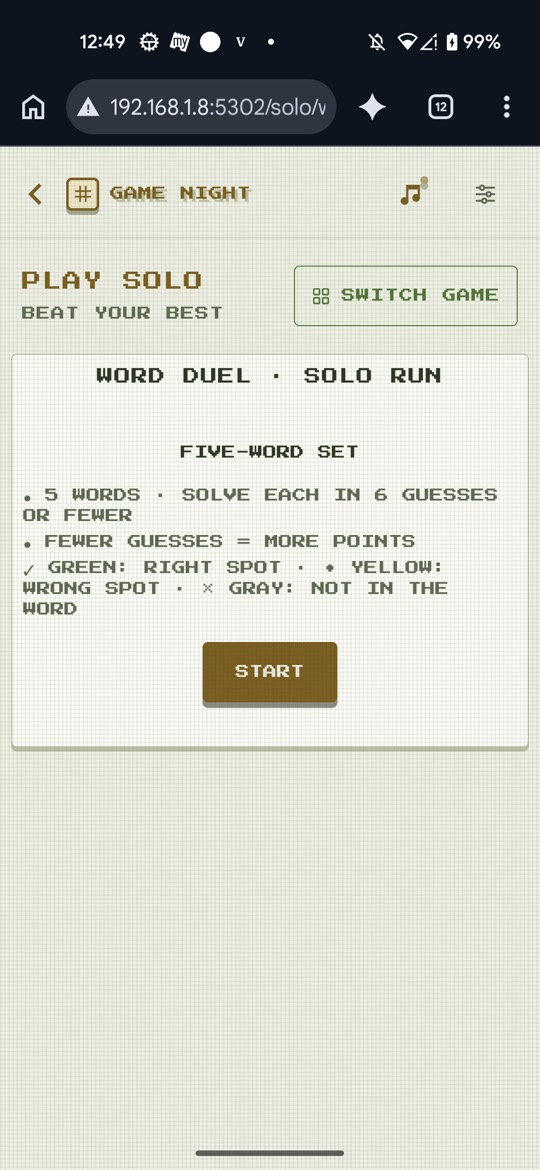 12:49 my V 99%
192.168.1.8:5302/solo/v 12
# GAME NIGHT
PLAY SOLO
BEAT YOUR BEST
SWITCH GAME
WORD DUEL · SOLO RUN
FIVE-WORD SET
• 5 WORDS · SOLVE EACH IN 6 GUESSES
OR FEWER
• FEWER GUESSES = MORE POINTS
✓ GREEN: RIGHT SPOT · • YELLOW:
WRONG SPOT · × GRAY: NOT IN THE
WORD
START